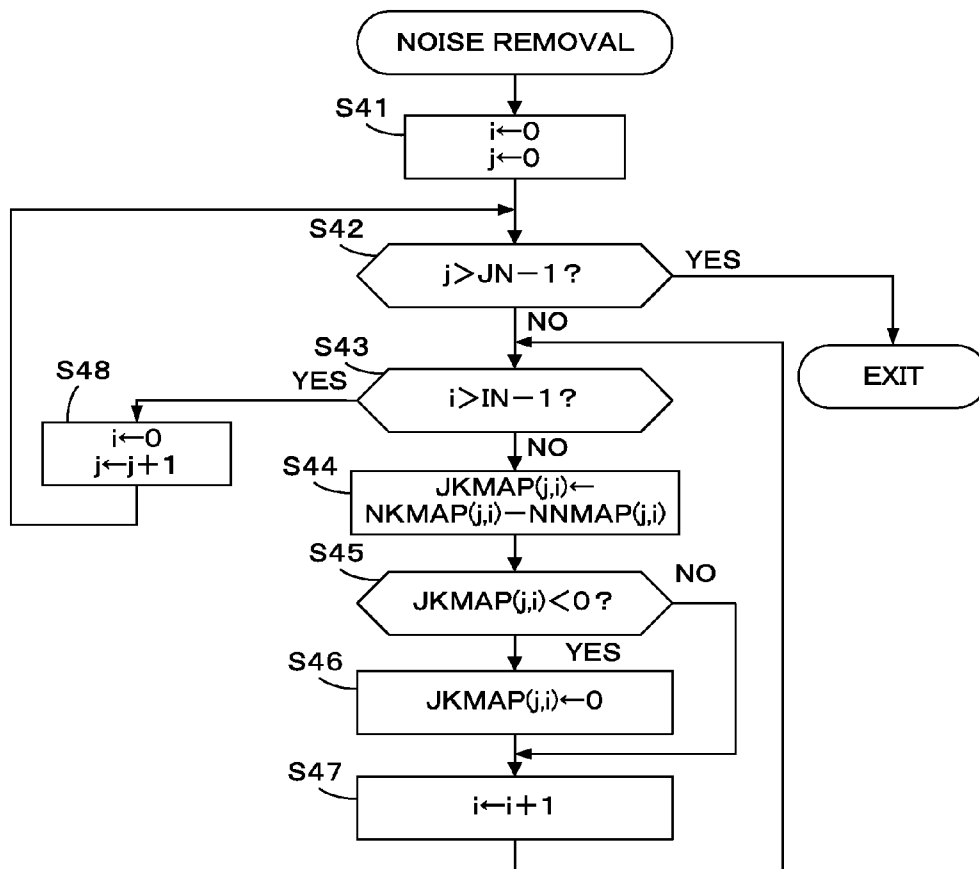 NOISE REMOVAL
S41
i←0
j←0
S42
j>JN−1?
YES
NO
EXIT
S43
YES
i>IN−1?
NO
S48
i←0
j←j+1
S44
JKMAP(j,i)←
NKMAP(j,i)−NNMAP(j,i)
S45
JKMAP(j,i)<0?
NO
YES
S46
JKMAP(j,i)←0
S47
i←i+1